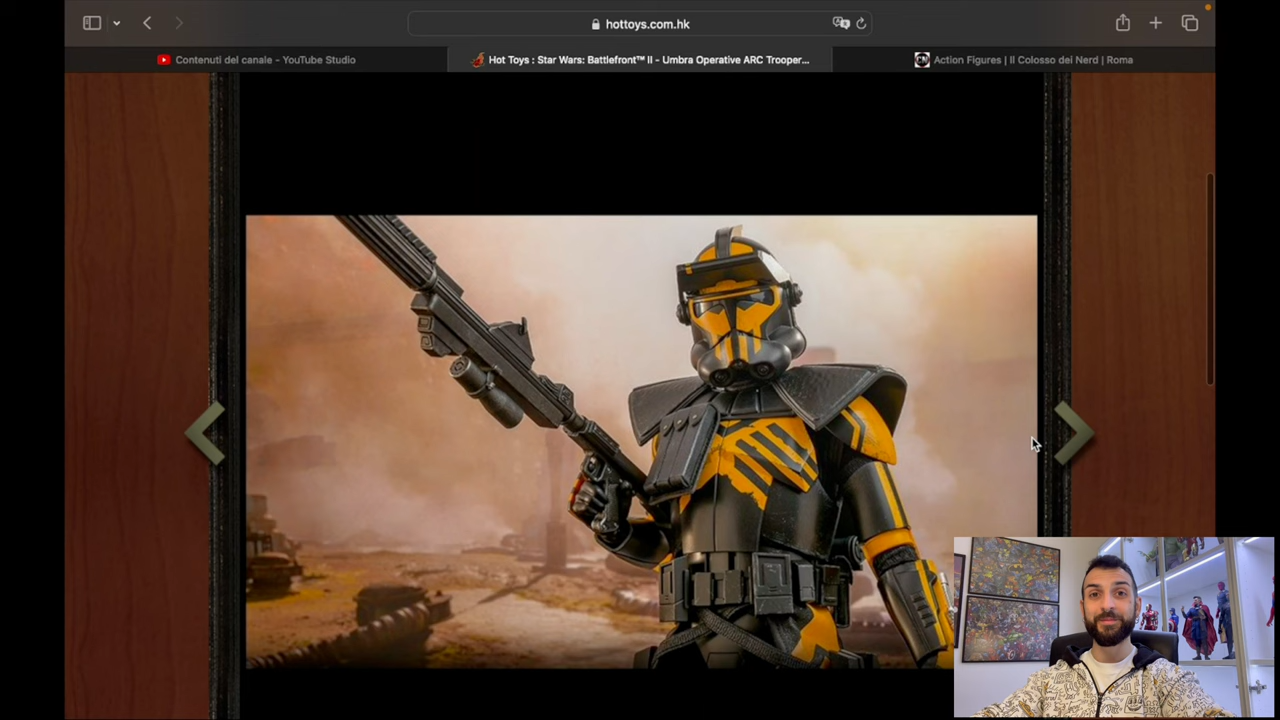 hottoys.com.hk
Contenuti del canale - YouTube Studio
Hot Toys : Star Wars: Battlefront™ II - Umbra Operative ARC Trooper...
Action Figures | Il Colosso dei Nerd | Roma